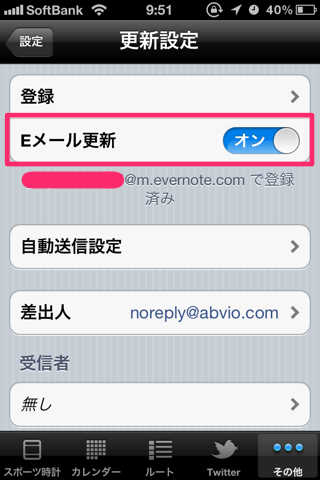 SoftBank 9:51 40%
設定 更新設定
登録
Eメール更新 オン
@m.evernote.com で登録
済み
自動送信設定
差出人 noreply@abvio.com
受信者
無し
スポーツ時計 カレンダー ルート Twitter その他